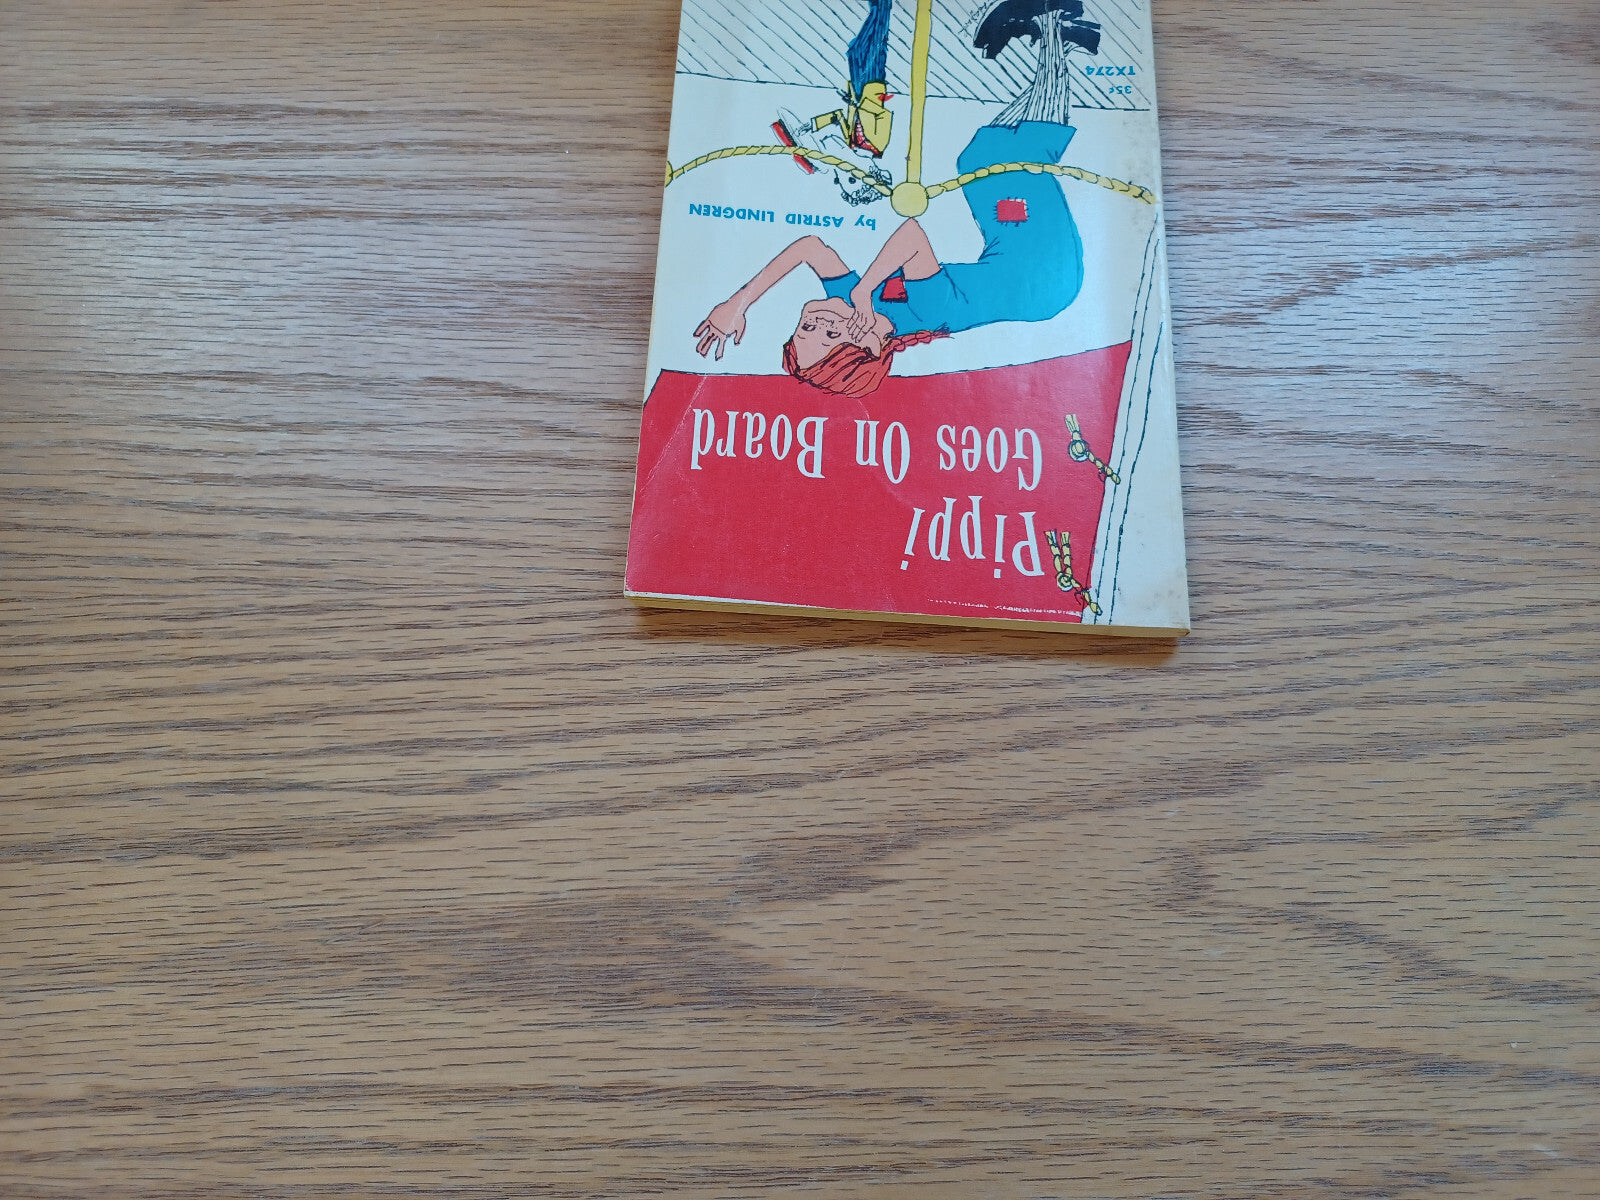 Pippi
Goes On Board
by ASTRID LINDGREN
35¢
TX274